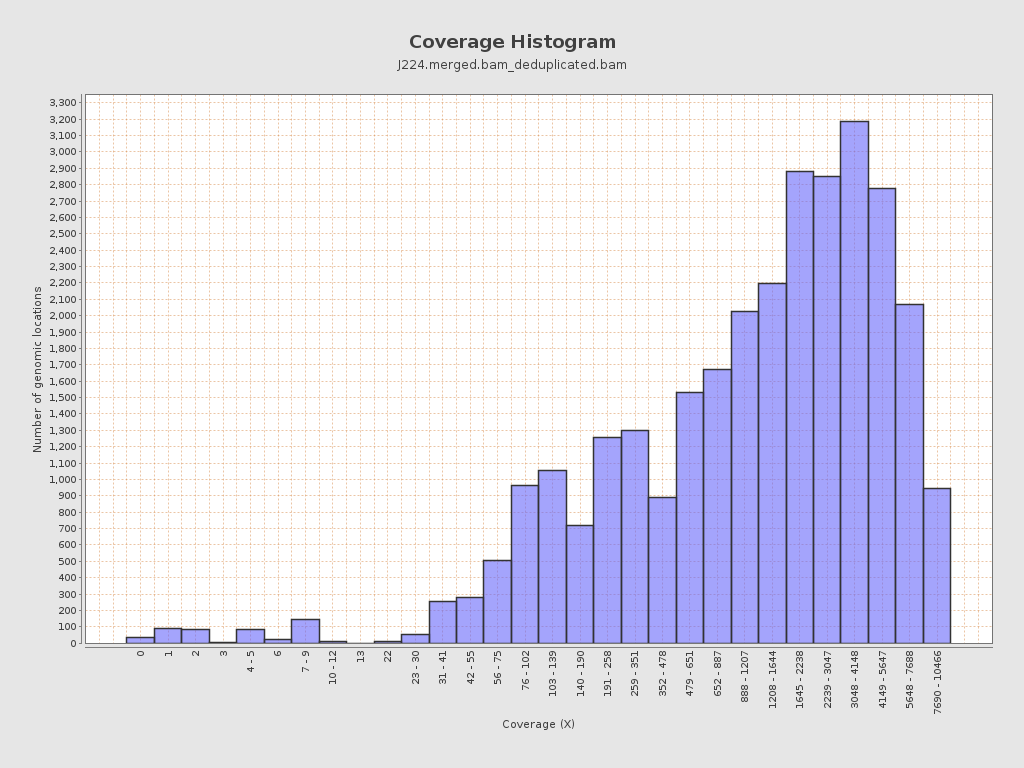 Coverage Histogram
J224.merged.bam_deduplicated.bam
Number of genomic locations
3,300
3,200
3,100
3,000
2,900
2,800
2,700
2,600
2,500
2,400
2,300
2,200
2,100
2,000
1,900
1,800
1,700
1,600
1,500
1,400
1,300
1,200
1,100
1,000
900
800
700
600
500
400
300
200
100
0
0
1
2
3
4 - 5
6
7 - 9
10 - 12
13
22
23 - 30
31 - 41
42 - 55
56 - 75
76 - 102
103 - 139
140 - 190
191 - 258
259 - 351
352 - 478
479 - 651
652 - 887
888 - 1207
1208 - 1644
1645 - 2238
2239 - 3047
3048 - 4148
4149 - 5647
5648 - 7688
7690 - 10466
Coverage (X)